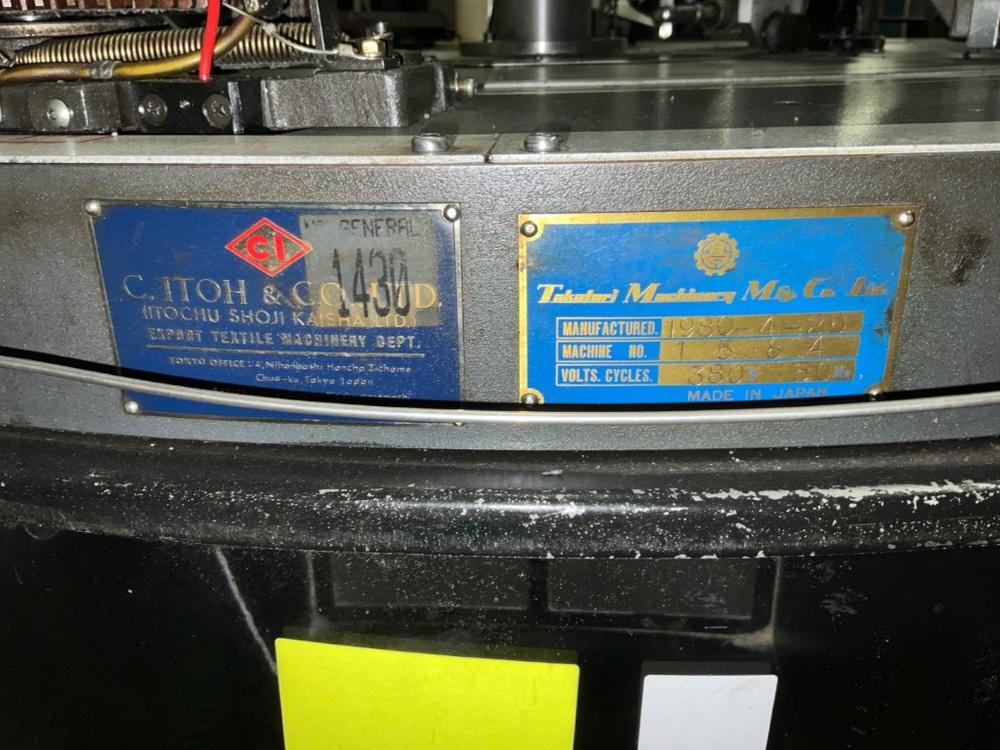 CI
GENERAL
1430
C. ITOH & CO., LTD.
(ITOCHU SHOJI KAISHA, LTD.)
EXPORT TEXTILE MACHINERY DEPT.
TOKYO OFFICE: 4, Nihonbashi Honcho 2-chome
Chuo-ku, Tokyo Japan
Takatori Machinery Mfg. Co. Ltd.
MANUFACTURED. 1980-4-20
MACHINE NO. 1 5 - 6 4
VOLTS. CYCLES. 380V 50Hz,
MADE IN JAPAN